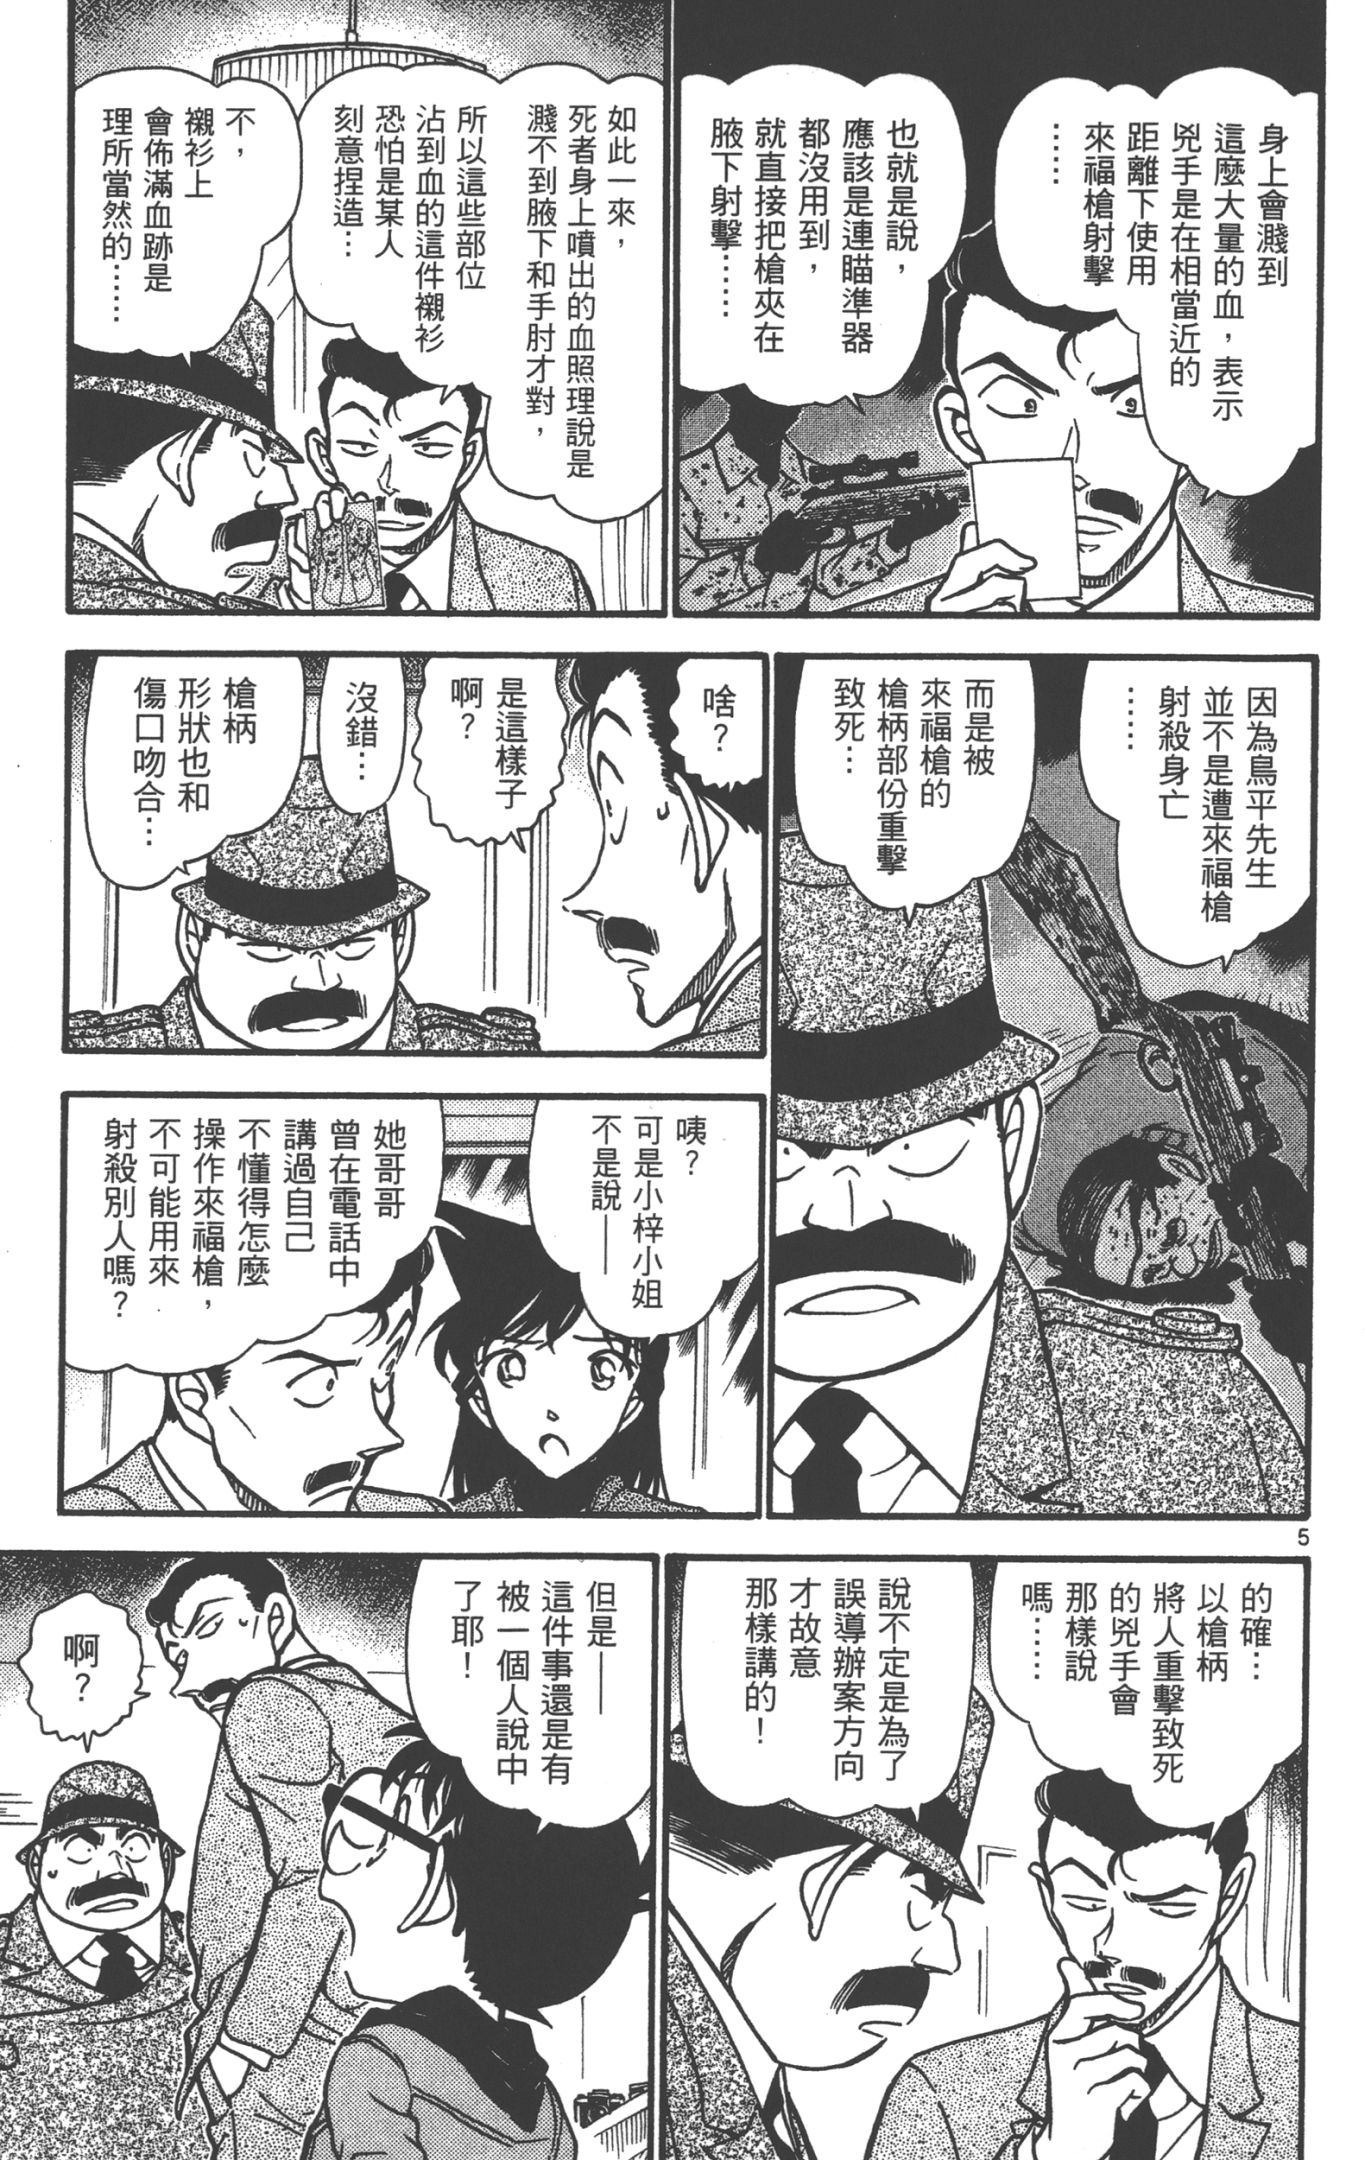 身上會濺到
這麼大量的血，表示
兇手是在相當近的
距離下使用
來福槍射擊
……
也就是說，
應該是連瞄準器
都沒用到，
就直接把槍夾在
腋下射擊……
如此一來，
死者身上噴出的血照理說是
濺不到腋下和手肘才對，
所以這些部位
沾到血的這件襯衫
恐怕是某人
刻意捏造…
不，
襯衫上
會佈滿血跡是
理所當然的……
因為鳥平先生
並不是遭來福槍
射殺身亡
……
而是被
來福槍的
槍柄部份重擊
致死…
啥？
是這樣子
啊？
沒錯…
槍柄
形狀也和
傷口吻合…
咦？
可是小梓小姐
不是說——
她哥哥
曾在電話中
講過自己
不懂得怎麼
操作來福槍，
不可能用來
射殺別人嗎？
5
的確…
以槍柄
將人重擊致死
的兇手會
那樣說
嗎……
說不定是為了
誤導辦案方向
才故意
那樣講的！
但是——
這件事還是有
被一個人說中
了耶！
啊？